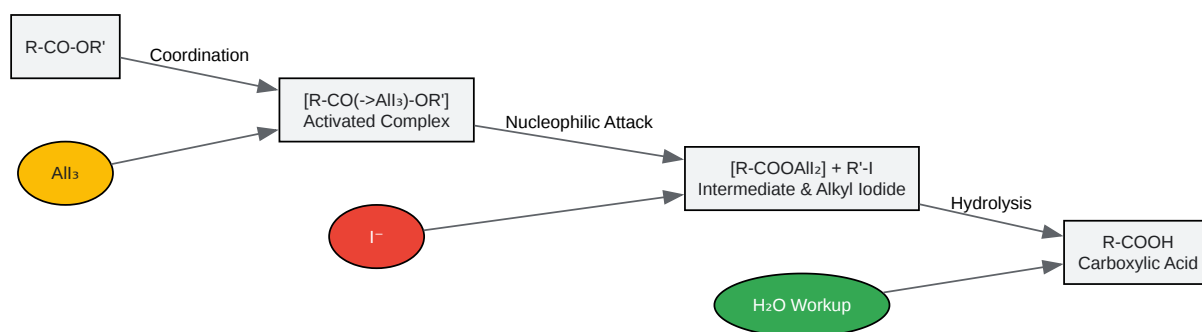 R-CO-OR'
Coordination
AlI₃
[R-CO(->AlI₃)-OR']
Activated Complex
Nucleophilic Attack
I⁻
[R-COOAlI₂] + R'-I
Intermediate & Alkyl Iodide
Hydrolysis
H₂O Workup
R-COOH
Carboxylic Acid